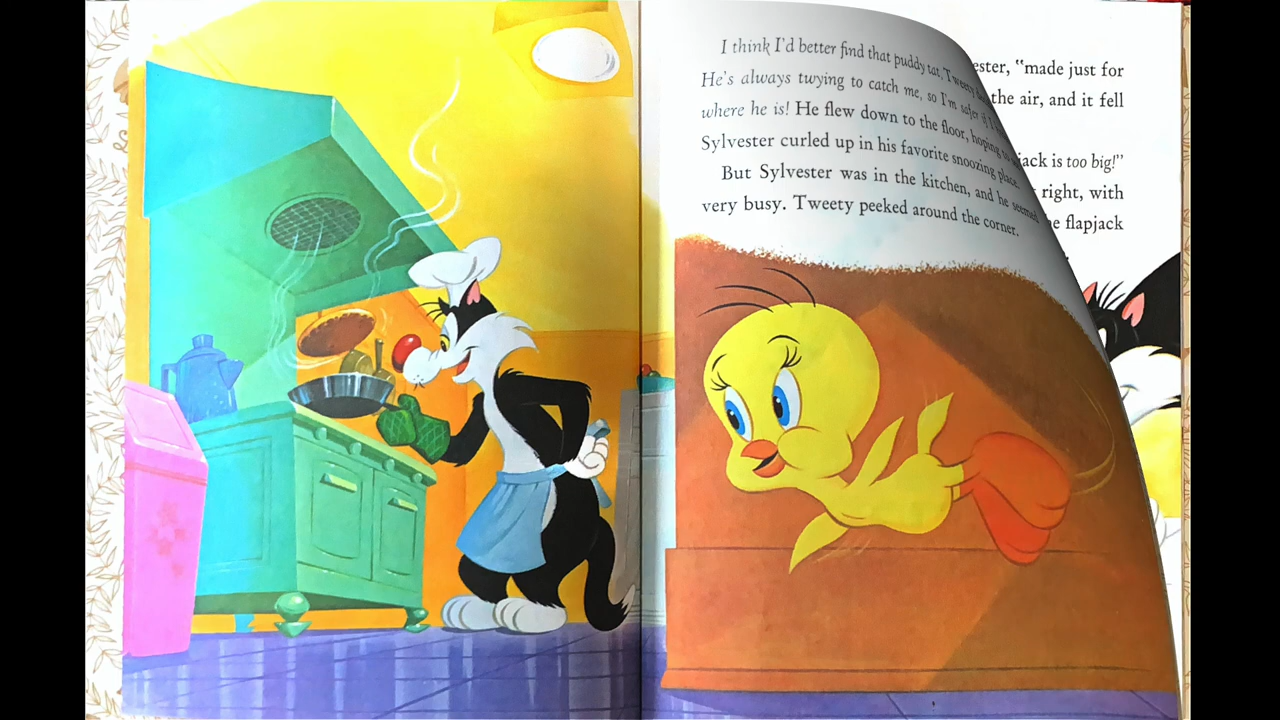 I think I'd better find that puddy tat, Tweety
He's always twying to catch me, so I'm safer if I
where he is! He flew down to the floor, hoping to
Sylvester curled up in his favorite snoozing place.
But Sylvester was in the kitchen, and he seemed
very busy. Tweety peeked around the corner.
ester, "made just for
the air, and it fell
jack is too big!"
right, with
flapjack